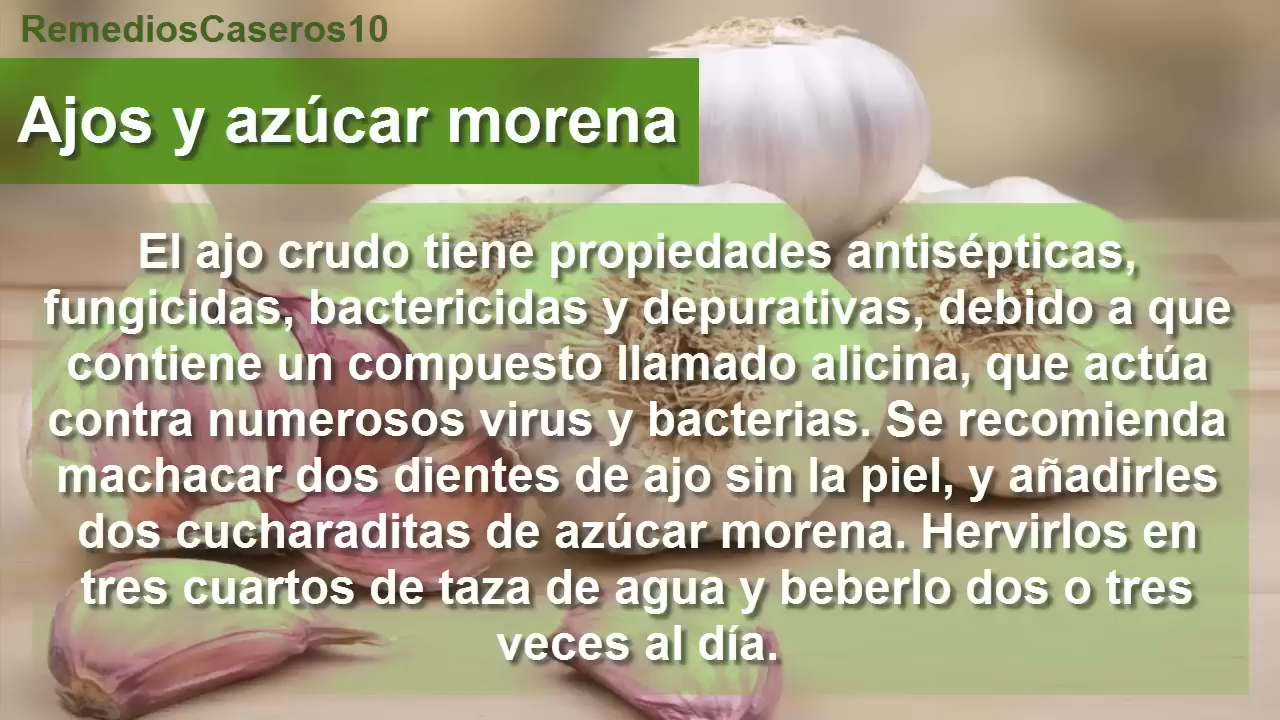 RemediosCaseros10
Ajos y azúcar morena
El ajo crudo tiene propiedades antisépticas,
fungicidas, bactericidas y depurativas, debido a que
contiene un compuesto llamado alicina, que actúa
contra numerosos virus y bacterias. Se recomienda
machacar dos dientes de ajo sin la piel, y añadirles
dos cucharaditas de azúcar morena. Hervirlos en
tres cuartos de taza de agua y beberlo dos o tres
veces al día.